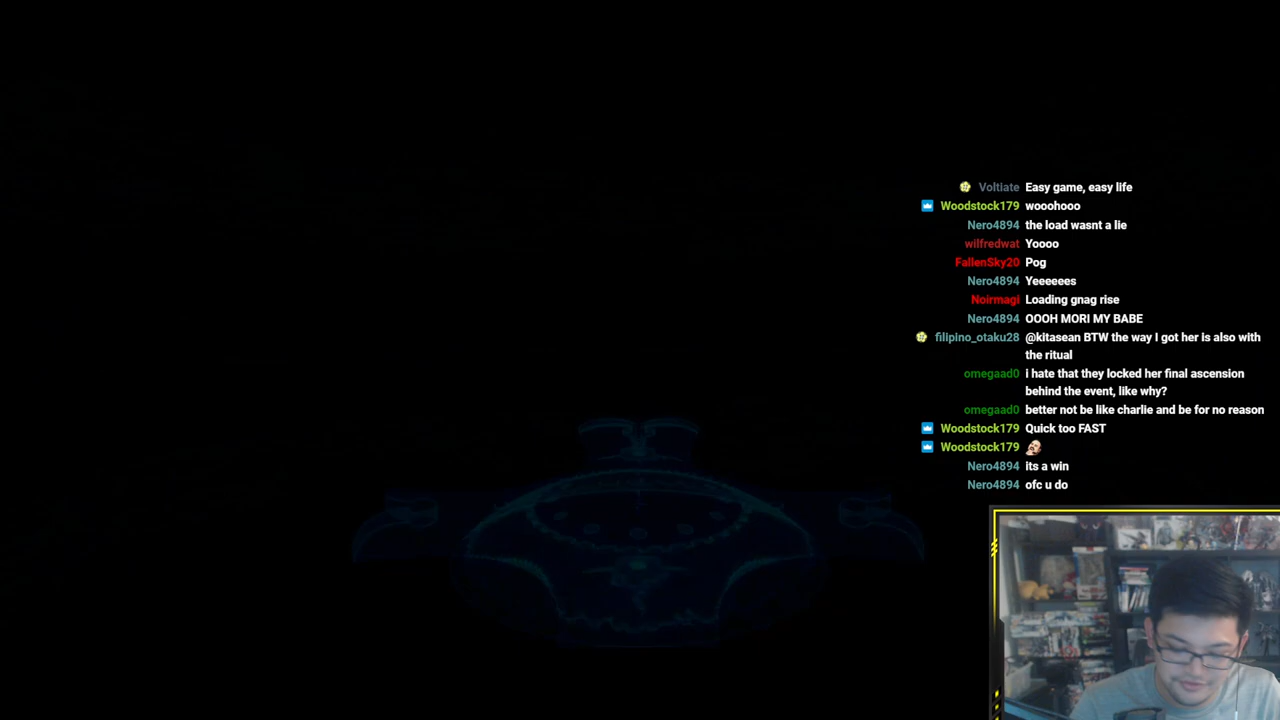 Voltiate Easy game, easy life
Woodstock179 wooohooo
Nero4894 the load wasnt a lie
wilfredwat Yoooo
FallenSky20 Pog
Nero4894 Yeeeeees
Noirmagi Loading gnag rise
Nero4894 OOOH MORI MY BABE
filipino_otaku28 @kitasean BTW the way I got her is also with
the ritual
omegaad0 i hate that they locked her final ascension
behind the event, like why?
omegaad0 better not be like charlie and be for no reason
Woodstock179 Quick too FAST
Woodstock179
Nero4894 its a win
Nero4894 ofc u do